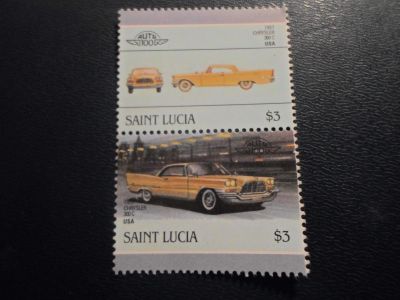 AUTO
100
1957
CHRYSLER
300 C
USA
SAINT LUCIA $3
CHRYSLER
300 C
USA
SAINT LUCIA $3